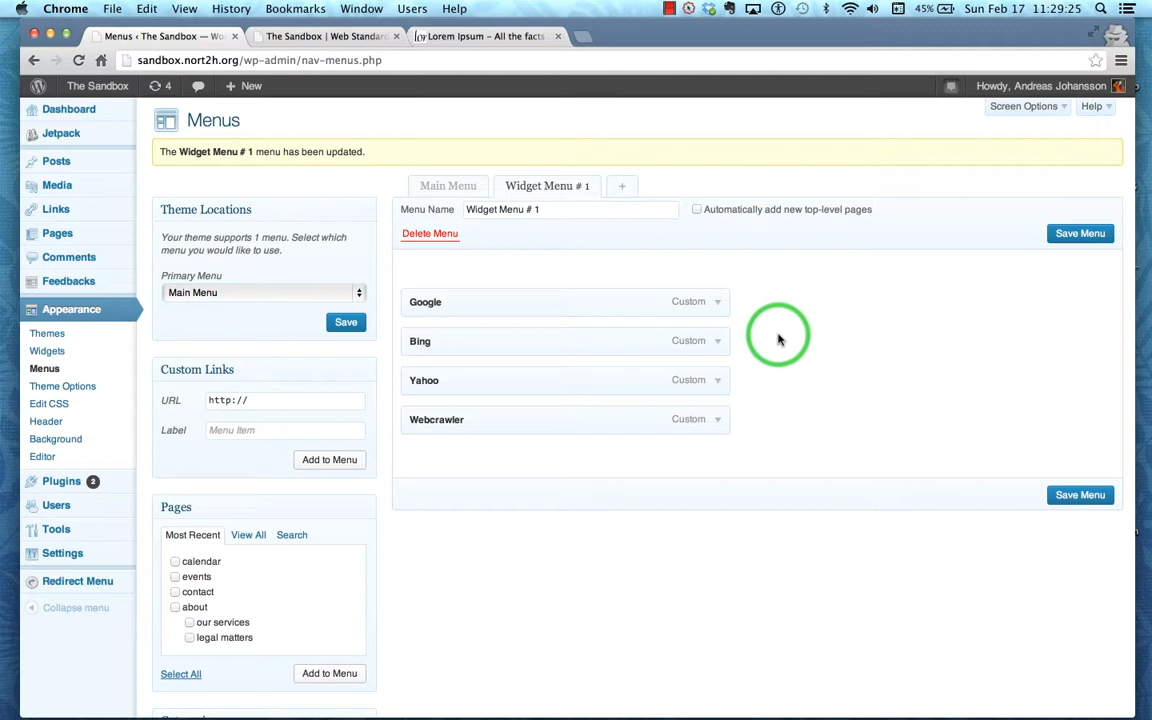 Chrome File Edit View History Bookmarks Window Users Help 45% Sun Feb 17 11:29:25
Menus ‹ The Sandbox — Wo
The Sandbox | Web Standard
Lorem Ipsum – All the facts
sandbox.nort2h.org/wp-admin/nav-menus.php
The Sandbox 4 + New Howdy, Andreas Johansson
Dashboard
Jetpack
Posts
Media
Links
Pages
Comments
Feedbacks
Appearance
Themes
Widgets
Menus
Theme Options
Edit CSS
Header
Background
Editor
Plugins 2
Users
Tools
Settings
Redirect Menu
Collapse menu
Screen Options Help
Menus
The Widget Menu # 1 menu has been updated.
Theme Locations
Your theme supports 1 menu. Select which
menu you would like to use.
Primary Menu
Main Menu
Save
Custom Links
URL http://
Label Menu Item
Add to Menu
Pages
Most Recent View All Search
calendar
events
contact
about
our services
legal matters
Select All Add to Menu
Main Menu Widget Menu # 1 +
Menu Name Widget Menu # 1 Automatically add new top-level pages
Delete Menu Save Menu
Google Custom
Bing Custom
Yahoo Custom
Webcrawler Custom
Save Menu